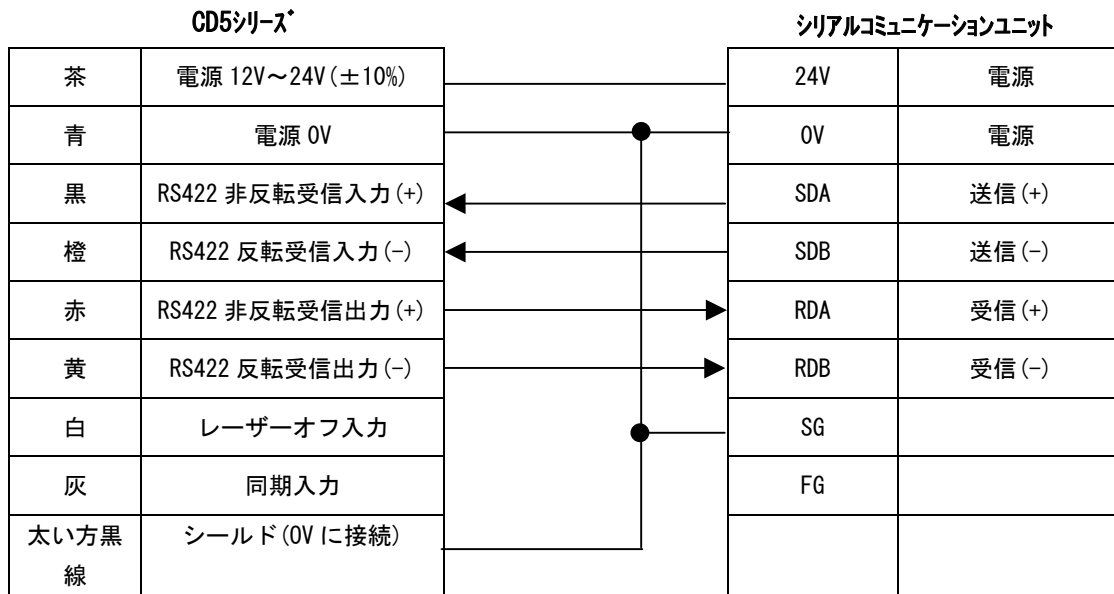 CD5シリーズ シリアルコミュニケーションユニット
茶 電源 12V～24V(±10%) 24V 電源
青 電源 0V 0V 電源
黒 RS422 非反転受信入力(+) SDA 送信(+)
橙 RS422 反転受信入力(-) SDB 送信(-)
赤 RS422 非反転受信出力(+) RDA 受信(+)
黄 RS422 反転受信出力(-) RDB 受信(-)
白 レーザーオフ入力 SG
灰 同期入力 FG
太い方黒 シールド(0V に接続)
線